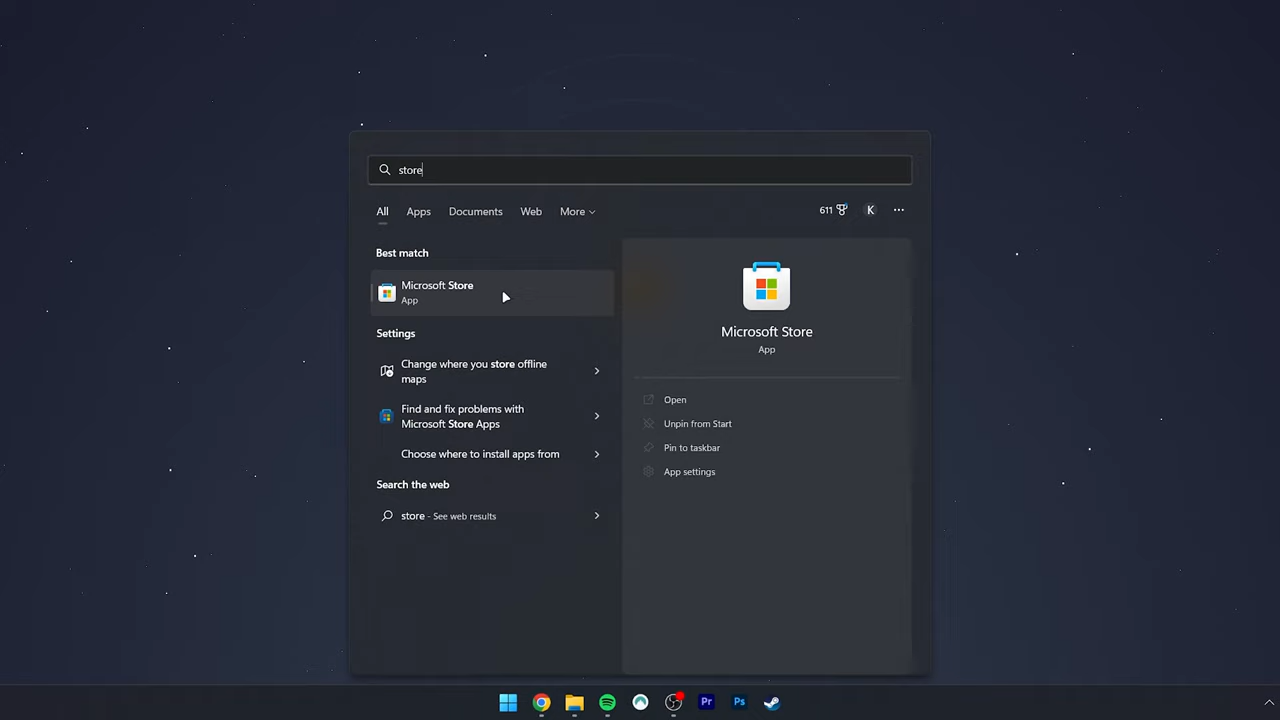 store
All Apps Documents Web More 611 K ...
Best match
Microsoft Store
App
Settings
Change where you store offline
maps
Find and fix problems with
Microsoft Store Apps
Choose where to install apps from
Search the web
store - See web results
Microsoft Store
App
Open
Unpin from Start
Pin to taskbar
App settings
Pr Ps